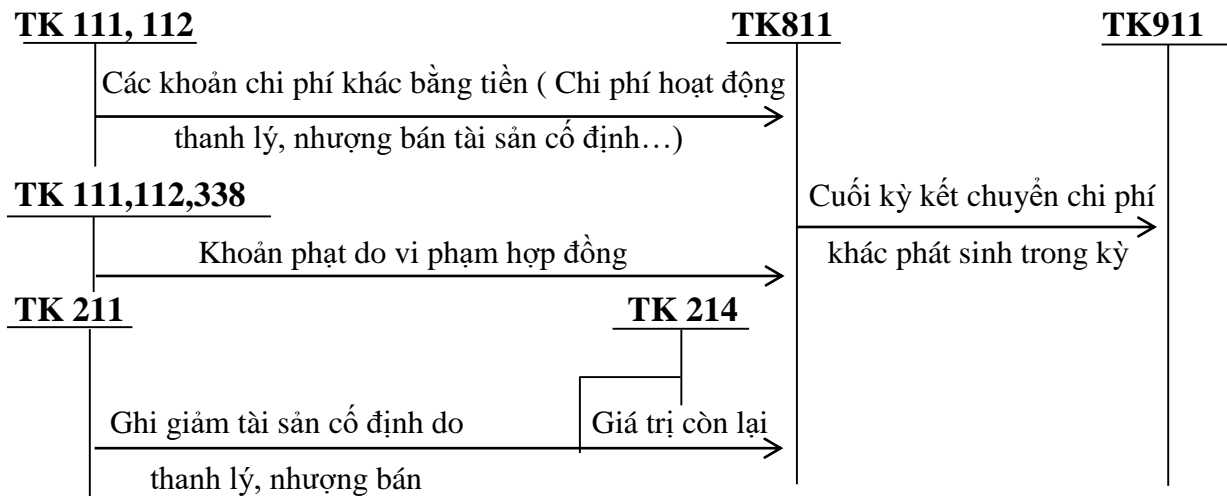 TK 111, 112
TK811
TK911
Các khoản chi phí khác bằng tiền ( Chi phí hoạt động
thanh lý, nhượng bán tài sản cố định…)
TK 111,112,338
Cuối kỳ kết chuyển chi phí
khác phát sinh trong kỳ
Khoản phạt do vi phạm hợp đồng
TK 211
TK 214
Ghi giảm tài sản cố định do
thanh lý, nhượng bán
Giá trị còn lại